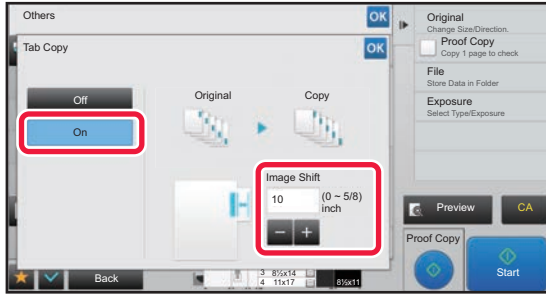 Others
OK
Tab Copy
OK
Off
On
Original
Copy
Image Shift
10
(0 ~ 5/8)
inch
Back
3 8½x14
4 11x17
8½x11
Original
Change Size/Direction.
Proof Copy
Copy 1 page to check
File
Store Data in Folder
Exposure
Select Type/Exposure
Preview
CA
Proof Copy
Start